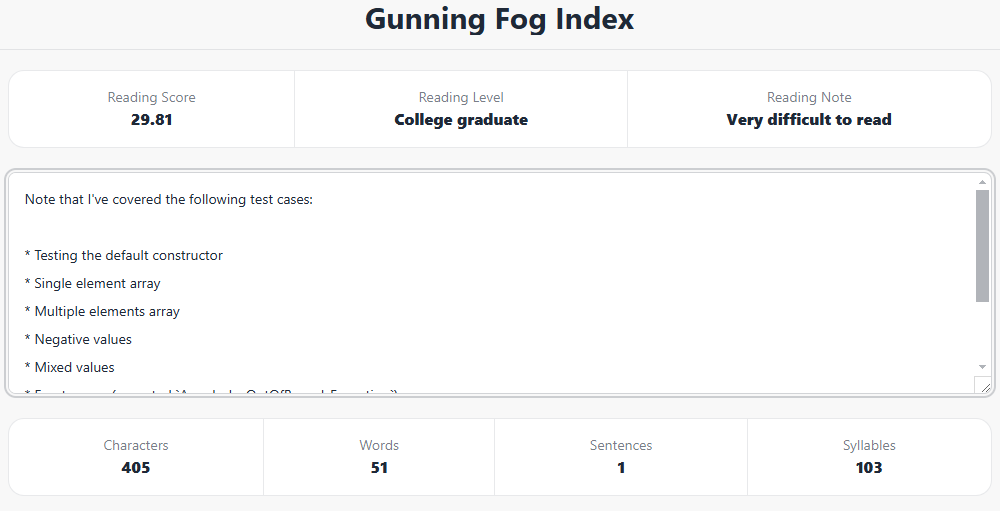 Gunning Fog Index
Reading Score
29.81
Reading Level
College graduate
Reading Note
Very difficult to read
Note that I've covered the following test cases:
* Testing the default constructor
* Single element array
* Multiple elements array
* Negative values
* Mixed values
Characters
405
Words
51
Sentences
1
Syllables
103